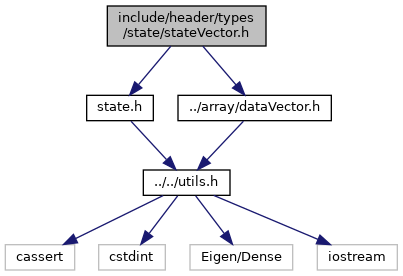 include/header/types
/state/stateVector.h
state.h
../array/dataVector.h
../../utils.h
cassert
cstdint
Eigen/Dense
iostream